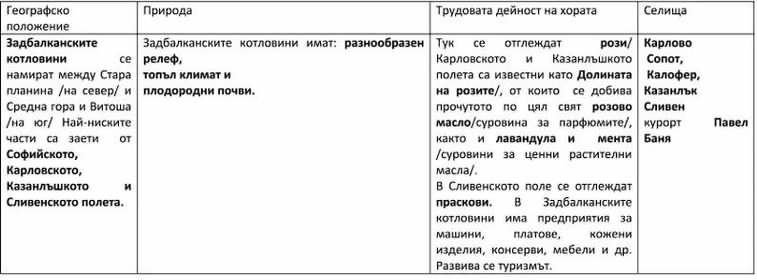 Географско
положение
Природа
Трудовата дейност на хората
Селища
Задбалканските
котловини се
намират между Стара
планина /на север/ и
Средна гора и Витоша
/на юг/ Най-ниските
части са заети от
Софийското,
Карловското,
Казанлъшкото и
Сливенското полета.
Задбалканските котловини имат: разнообразен
релеф,
топъл климат и
плодородни почви.
Тук се отглеждат рози/
Карловското и Казанлъшкото
полета са известни като Долината
на розите/, от които се добива
прочутото по цял свят розово
масло/суровина за парфюмите/,
както и лавандула и мента
/суровини за ценни растителни
масла/.
В Сливенското поле се отглеждат
праскови. В Задбалканските
котловини има предприятия за
машини, платове, кожени
изделия, консерви, мебели и др.
Развива се туризмът.
Карлово
Сопот,
Калофер,
Казанлък
Сливен
курорт Павел
Баня